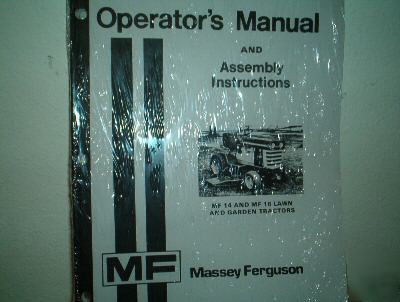 Operator's Manual
AND
Assembly
Instructions
MF 14 AND MF 16 LAWN
AND GARDEN TRACTORS
MF Massey Ferguson